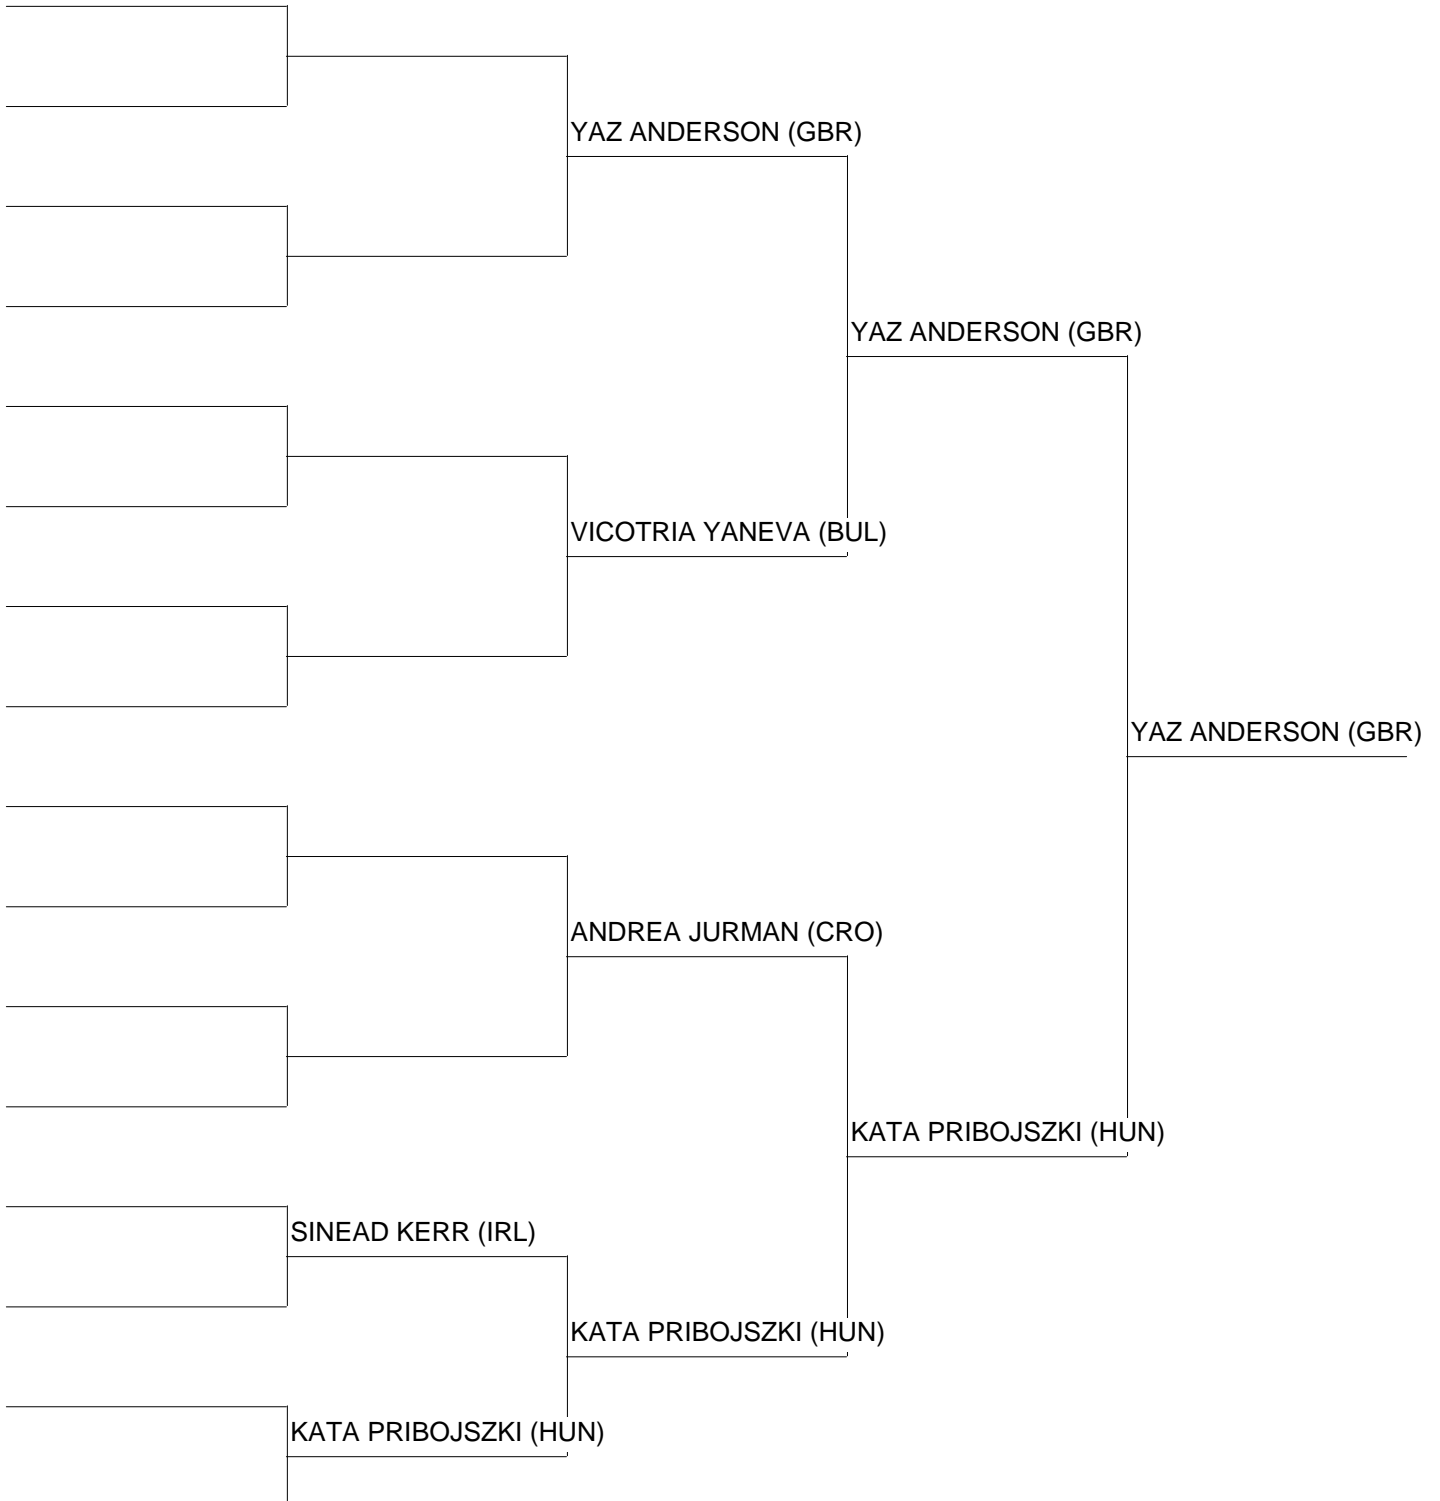 YAZ ANDERSON (GBR)
YAZ ANDERSON (GBR)
VICOTRIA YANEVA (BUL)
YAZ ANDERSON (GBR)
ANDREA JURMAN (CRO)
KATA PRIBOJSZKI (HUN)
SINEAD KERR (IRL)
KATA PRIBOJSZKI (HUN)
KATA PRIBOJSZKI (HUN)